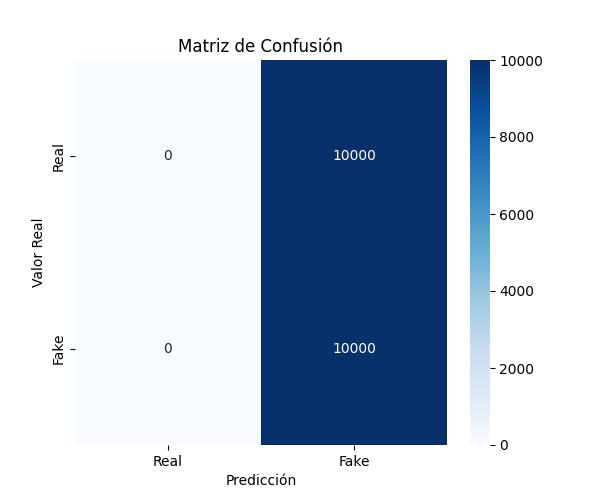 Matriz de Confusión
Real
0
10000
Fake
0
10000
Valor Real
Real
Fake
Predicción
10000
8000
6000
4000
2000
0